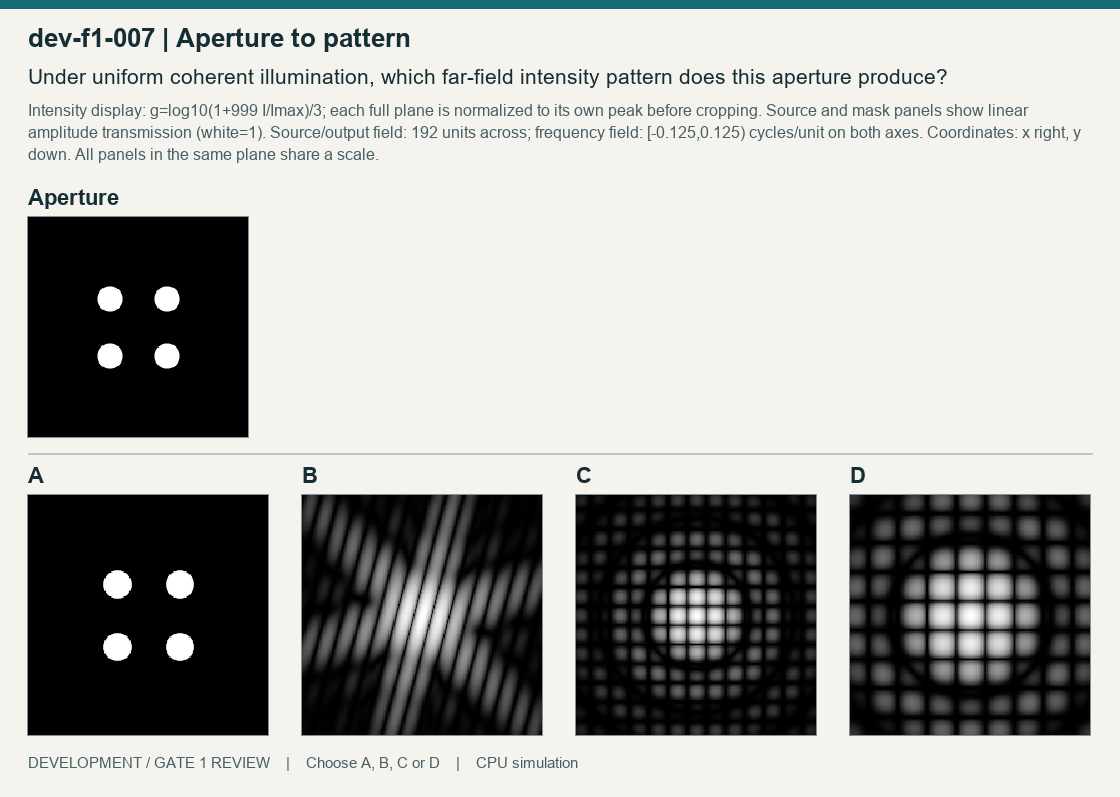 dev-f1-007 | Aperture to pattern
Under uniform coherent illumination, which far-field intensity pattern does this aperture produce?
Intensity display: g=log10(1+999 I/Imax)/3; each full plane is normalized to its own peak before cropping. Source and mask panels show linear
amplitude transmission (white=1). Source/output field: 192 units across; frequency field: [-0.125,0.125) cycles/unit on both axes. Coordinates: x right, y
down. All panels in the same plane share a scale.
Aperture
A B C D
DEVELOPMENT / GATE 1 REVIEW | Choose A, B, C or D | CPU simulation